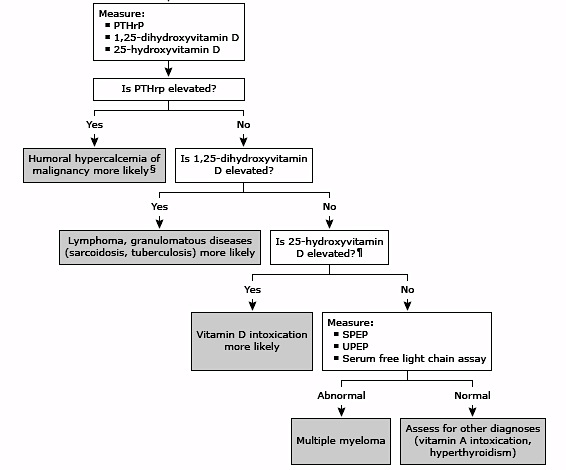 Measure:
▪ PTHrP
▪ 1,25-dihydroxyvitamin D
▪ 25-hydroxyvitamin D
Is PTHrp elevated?
Yes
No
Humoral hypercalcemia of
malignancy more likely§
Is 1,25-dihydroxyvitamin
D elevated?
Yes
No
Lymphoma, granulomatous diseases
(sarcoidosis, tuberculosis) more likely
Is 25-hydroxyvitamin
D elevated?¶
Yes
No
Vitamin D intoxication
more likely
Measure:
▪ SPEP
▪ UPEP
▪ Serum free light chain assay
Abnormal
Normal
Multiple myeloma
Assess for other diagnoses
(vitamin A intoxication,
hyperthyroidism)